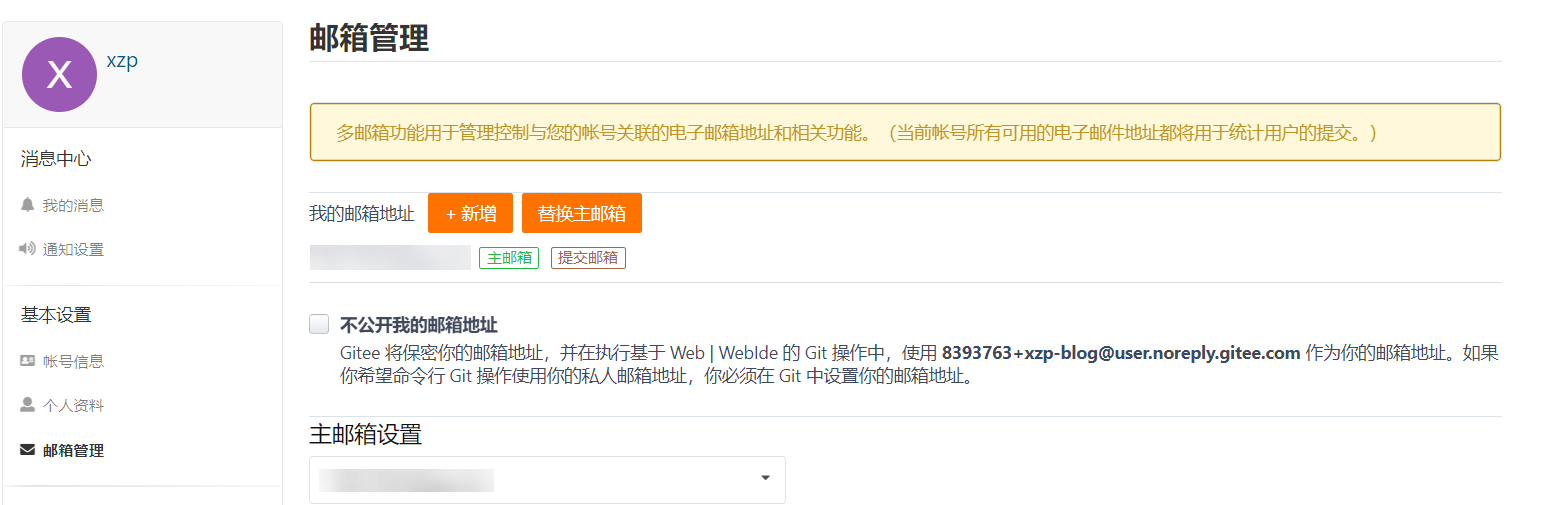 X
xzp
消息中心
我的消息
通知设置
基本设置
帐号信息
个人资料
邮箱管理
邮箱管理
多邮箱功能用于管理控制与您的帐号关联的电子邮箱地址和相关功能。（当前帐号所有可用的电子邮件地址都将用于统计用户的提交。）
我的邮箱地址 + 新增 替换主邮箱
主邮箱 提交邮箱
不公开我的邮箱地址
Gitee 将保密你的邮箱地址，并在执行基于 Web | WebIde 的 Git 操作中，使用 8393763+xzp-blog@user.noreply.gitee.com 作为你的邮箱地址。如果
你希望命令行 Git 操作使用你的私人邮箱地址，你必须在 Git 中设置你的邮箱地址。
主邮箱设置